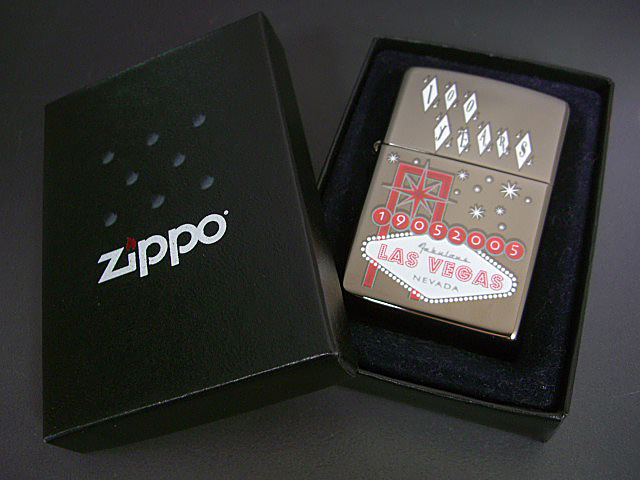 zippo
100
YEARS
19052005
Fabulous
LAS VEGAS
NEVADA